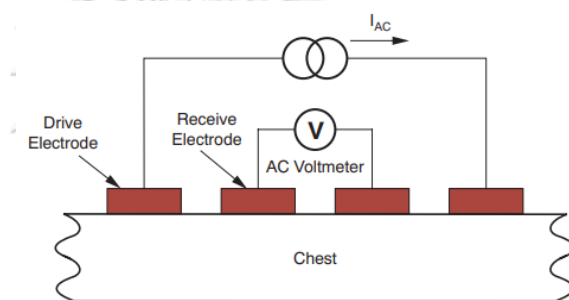 I_AC
Drive
Electrode
Receive
Electrode
V
AC Voltmeter
Chest